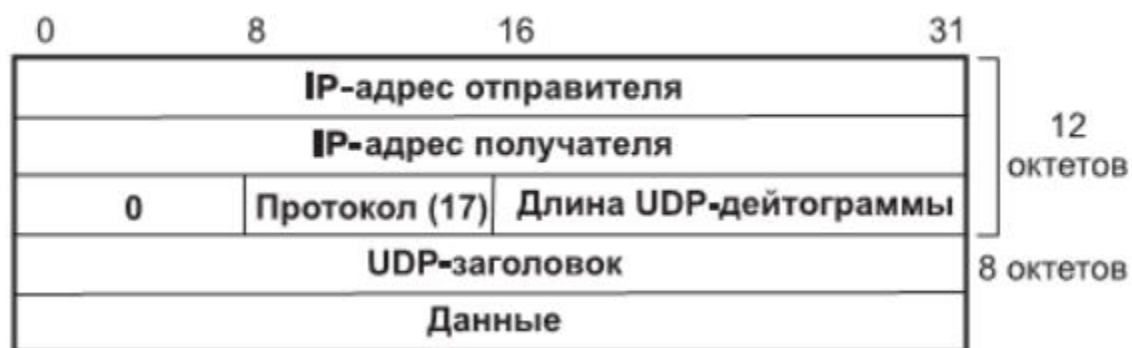 0 8 16 31
IP-адрес отправителя
IP-адрес получателя
12
октетов
0 Протокол (17) Длина UDP-дейтограммы
UDP-заголовок
8 октетов
Данные